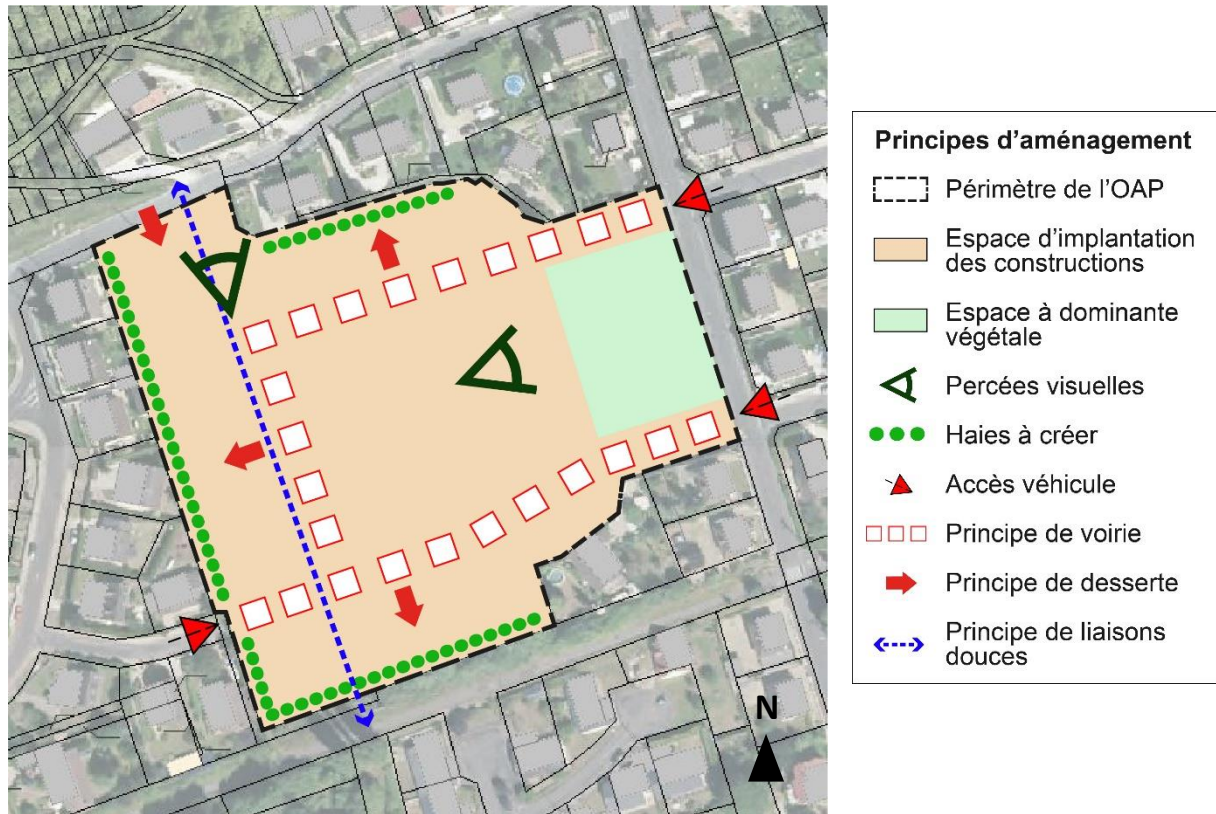 Principes d'aménagement
Périmètre de l'OAP
Espace d'implantation
des constructions
Espace à dominante
végétale
Percées visuelles
Haies à créer
Accès véhicule
Principe de voirie
Principe de desserte
Principe de liaisons
douces
N